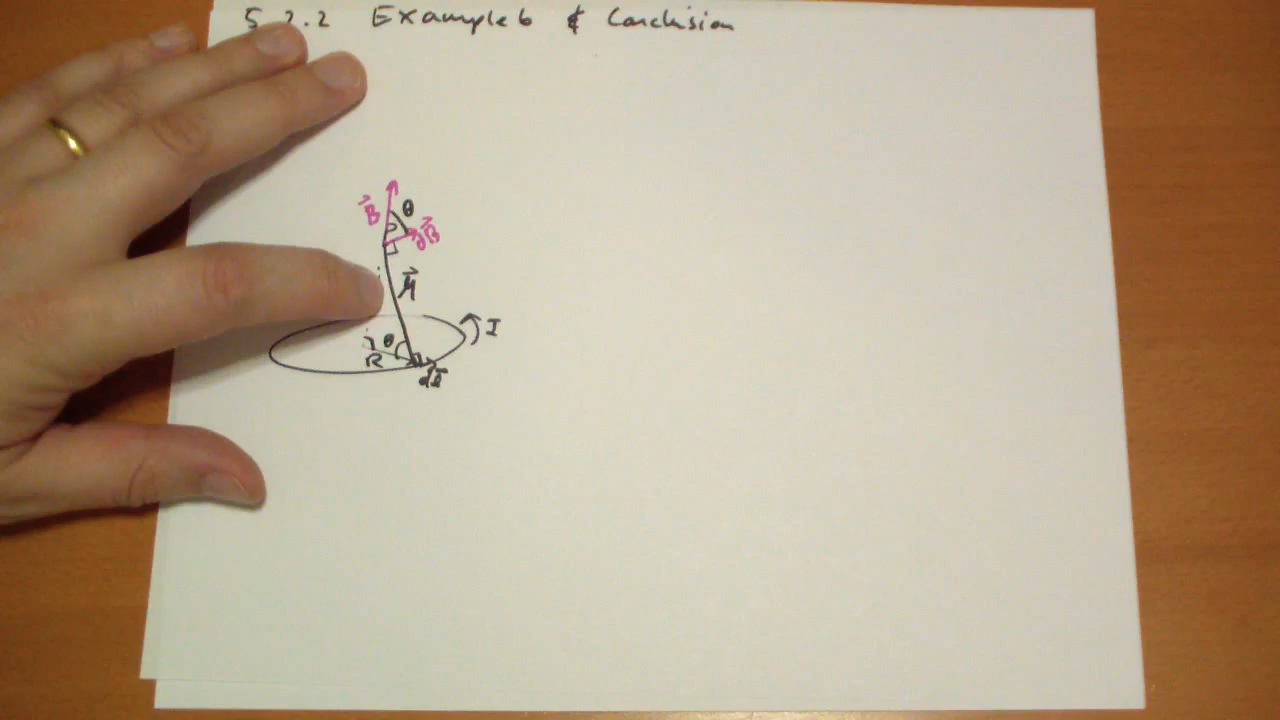 5.2.2 Example 6 & Conclusion
B⃗ θ
dB⃗
𝓇⃗
I
θ
R
dl⃗